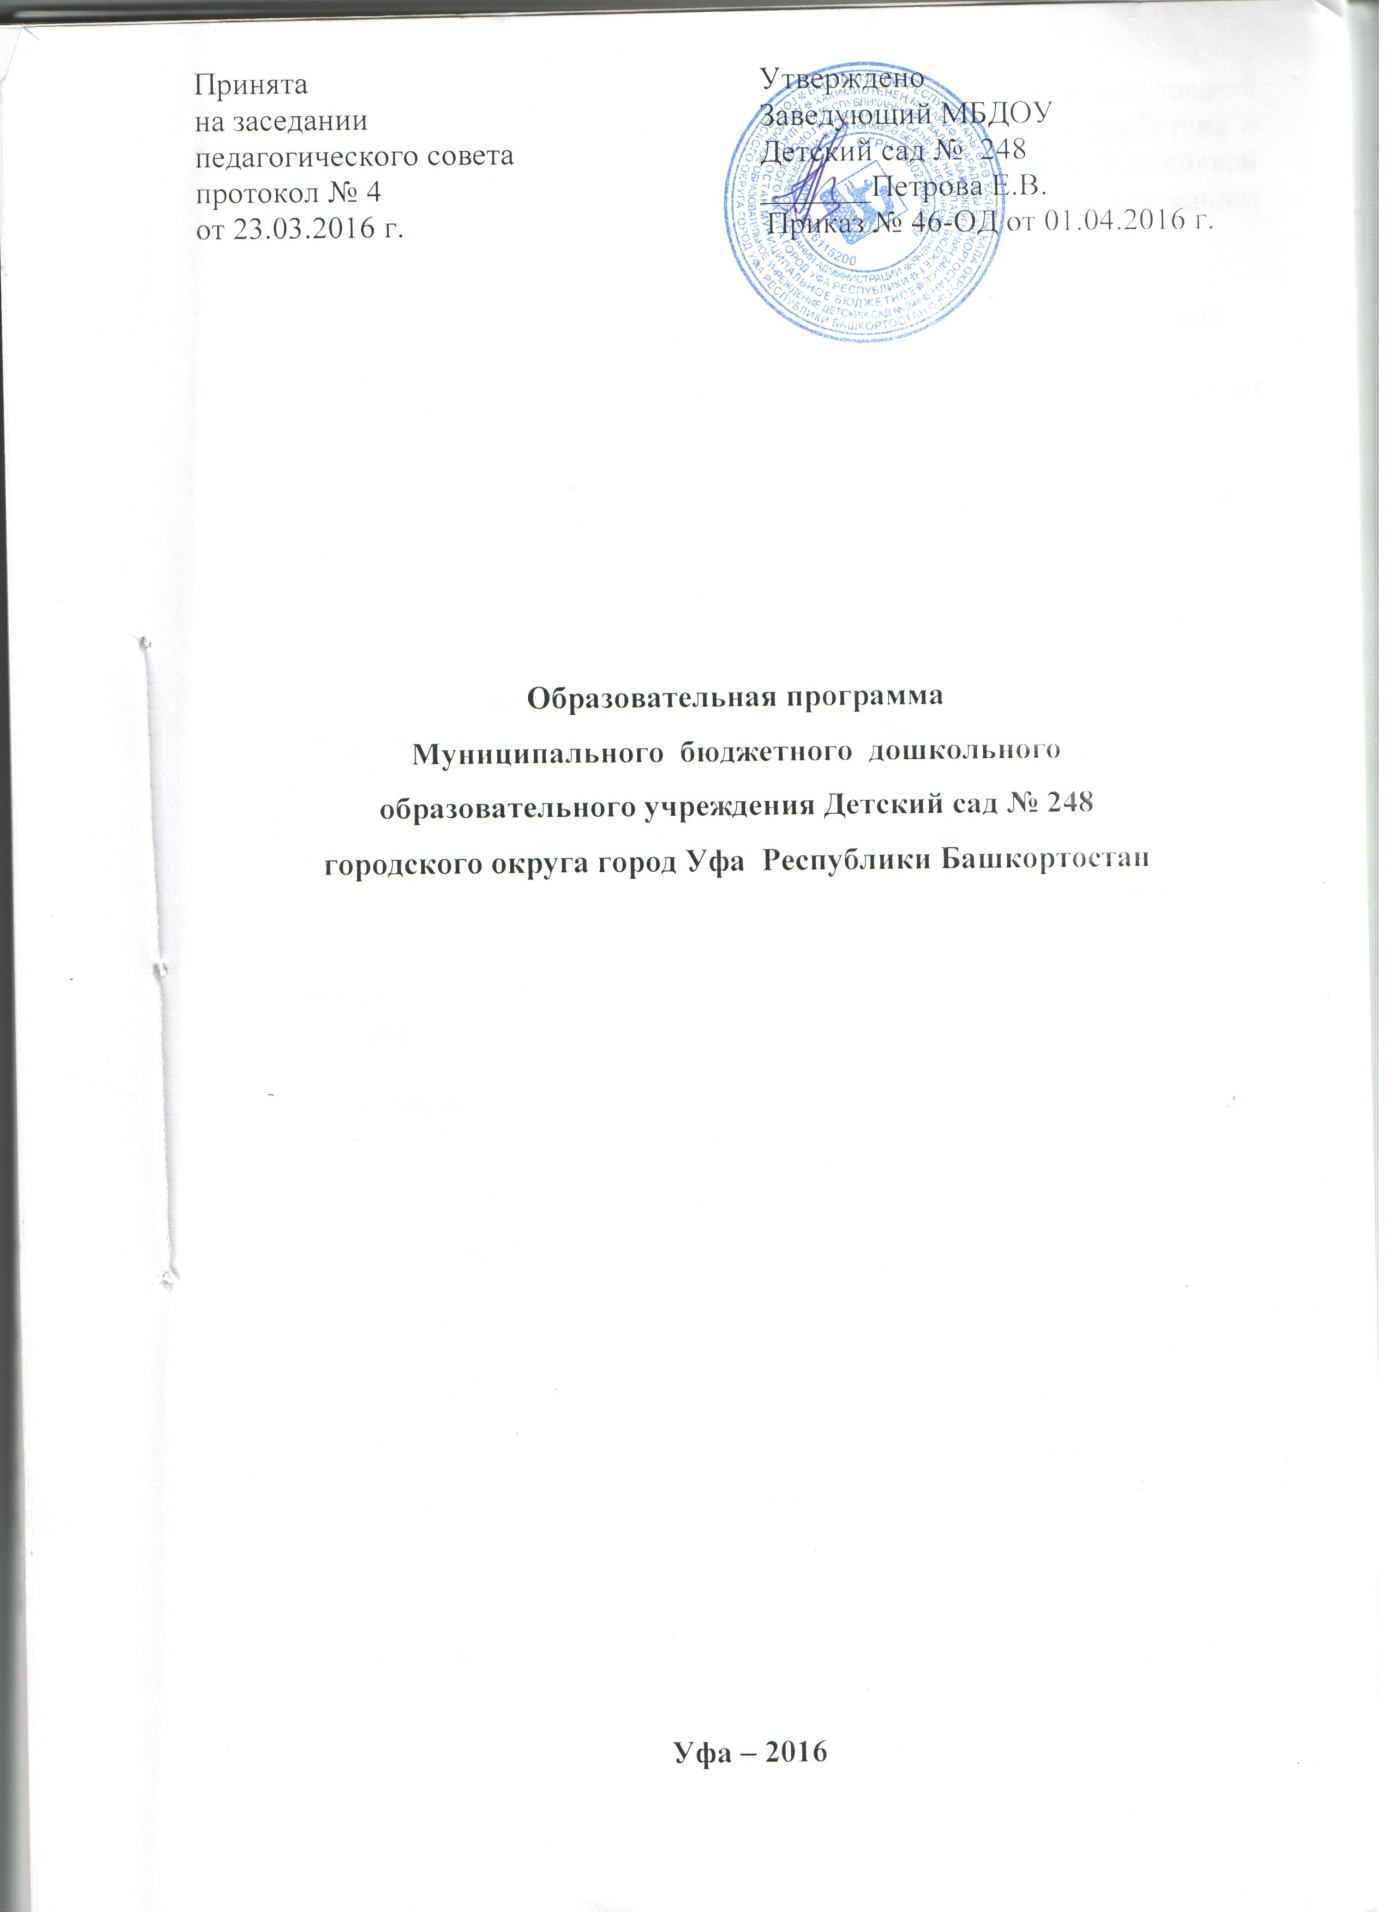 Принята
на заседании
педагогического совета
протокол № 4
от 23.03.2016 г.
Утверждено
Заведующий МБДОУ
Детский сад № 248
________Петрова Е.В.
Приказ № 46-ОД от 01.04.2016 г.
Образовательная программа
Муниципального бюджетного дошкольного
образовательного учреждения Детский сад № 248
городского округа город Уфа Республики Башкортостан
Уфа – 2016